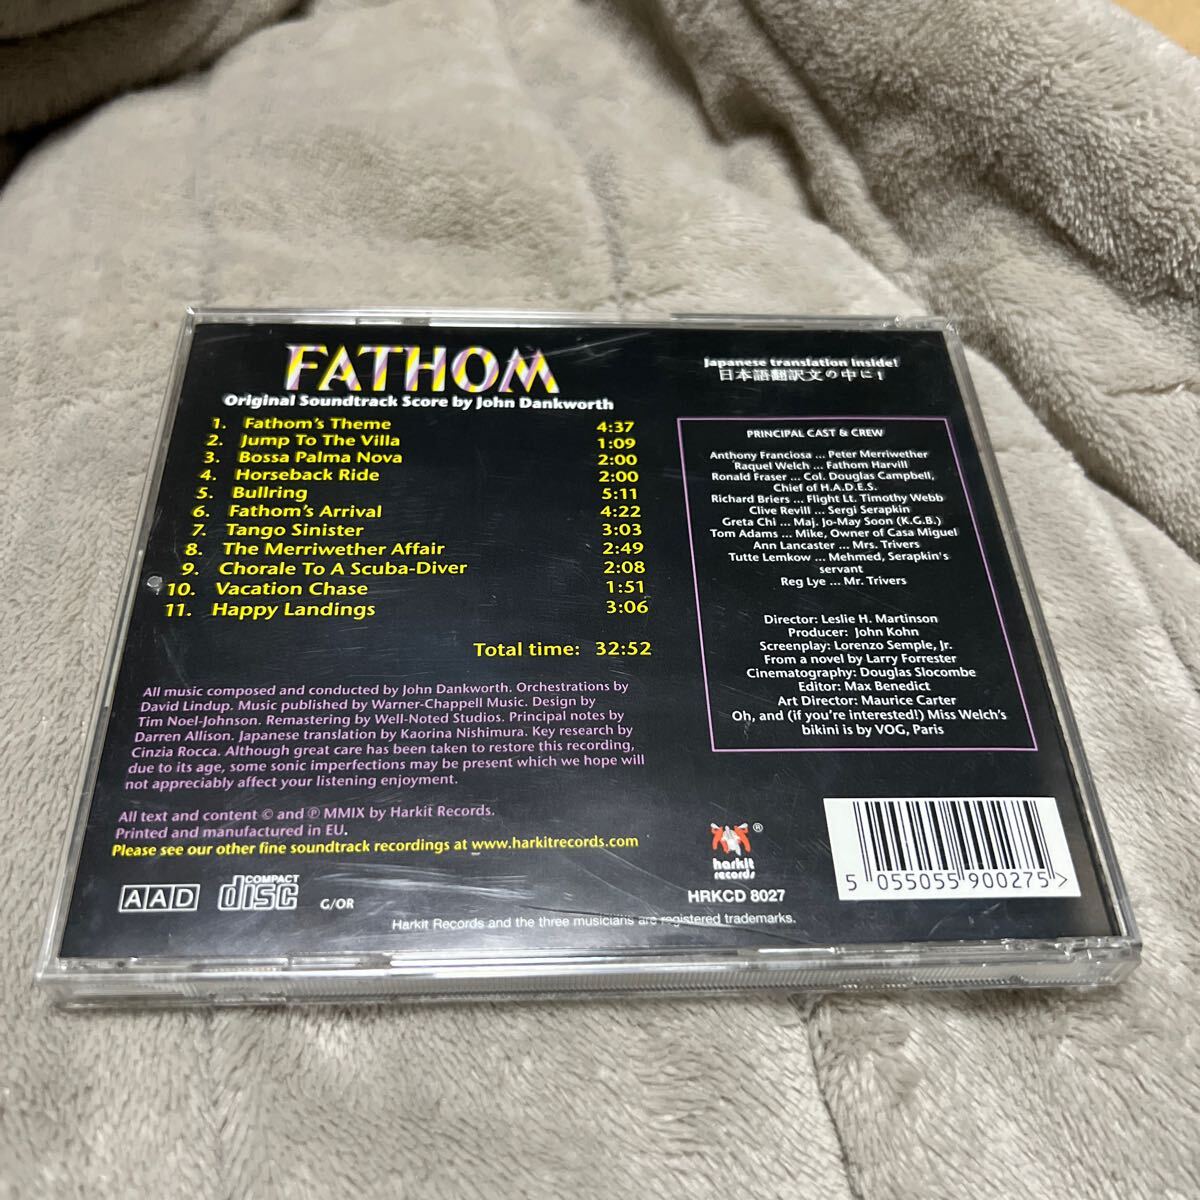 FATHOM
Original Soundtrack Score by John Dankworth
1. Fathom's Theme 4:37
2. Jump To The Villa 1:09
3. Bossa Palma Nova 2:00
4. Horseback Ride 2:00
5. Bullring 5:11
6. Fathom's Arrival 4:22
7. Tango Sinister 3:03
8. The Merriwether Affair 2:49
9. Chorale To A Scuba-Diver 2:08
10. Vacation Chase 1:51
11. Happy Landings 3:06
Total time: 32:52
All music composed and conducted by John Dankworth. Orchestrations by
David Lindup. Music published by Warner-Chappell Music. Design by
Tim Noel-Johnson. Remastering by Well-Noted Studios. Principal notes by
Darren Allison. Japanese translation by Kaorina Nishimura. Key research by
Cinzia Rocca. Although great care has been taken to restore this recording,
due to its age, some sonic imperfections may be present which we hope will
not appreciably affect your listening enjoyment.
All text and content © and ℗ MMIX by Harkit Records.
Printed and manufactured in EU.
Please see our other fine soundtrack recordings at www.harkitrecords.com
AAD
COMPACT
disc
G/OR
Harkit Records and the three musicians are registered trademarks.
Japanese translation inside!
日本語翻訳文の中に!
PRINCIPAL CAST & CREW
Anthony Franciosa ... Peter Merriwether
Raquel Welch ... Fathom Harvill
Ronald Fraser ... Col. Douglas Campbell,
Chief of H.A.D.E.S.
Richard Briers ... Flight Lt. Timothy Webb
Clive Revill ... Sergi Serapkin
Greta Chi ... Maj. Jo-May Soon (K.G.B.)
Tom Adams ... Mike, Owner of Casa Miguel
Ann Lancaster ... Mrs. Trivers
Tutte Lemkow ... Mehmed, Serapkin's
servant
Reg Lye ... Mr. Trivers
Director: Leslie H. Martinson
Producer: John Kohn
Screenplay: Lorenzo Semple, Jr.
From a novel by Larry Forrester
Cinematography: Douglas Slocombe
Editor: Max Benedict
Art Director: Maurice Carter
Oh, and (if you're interested!) Miss Welch's
bikini is by VOG, Paris
®
harkit
records
HRKCD 8027
5 055055 900275 >